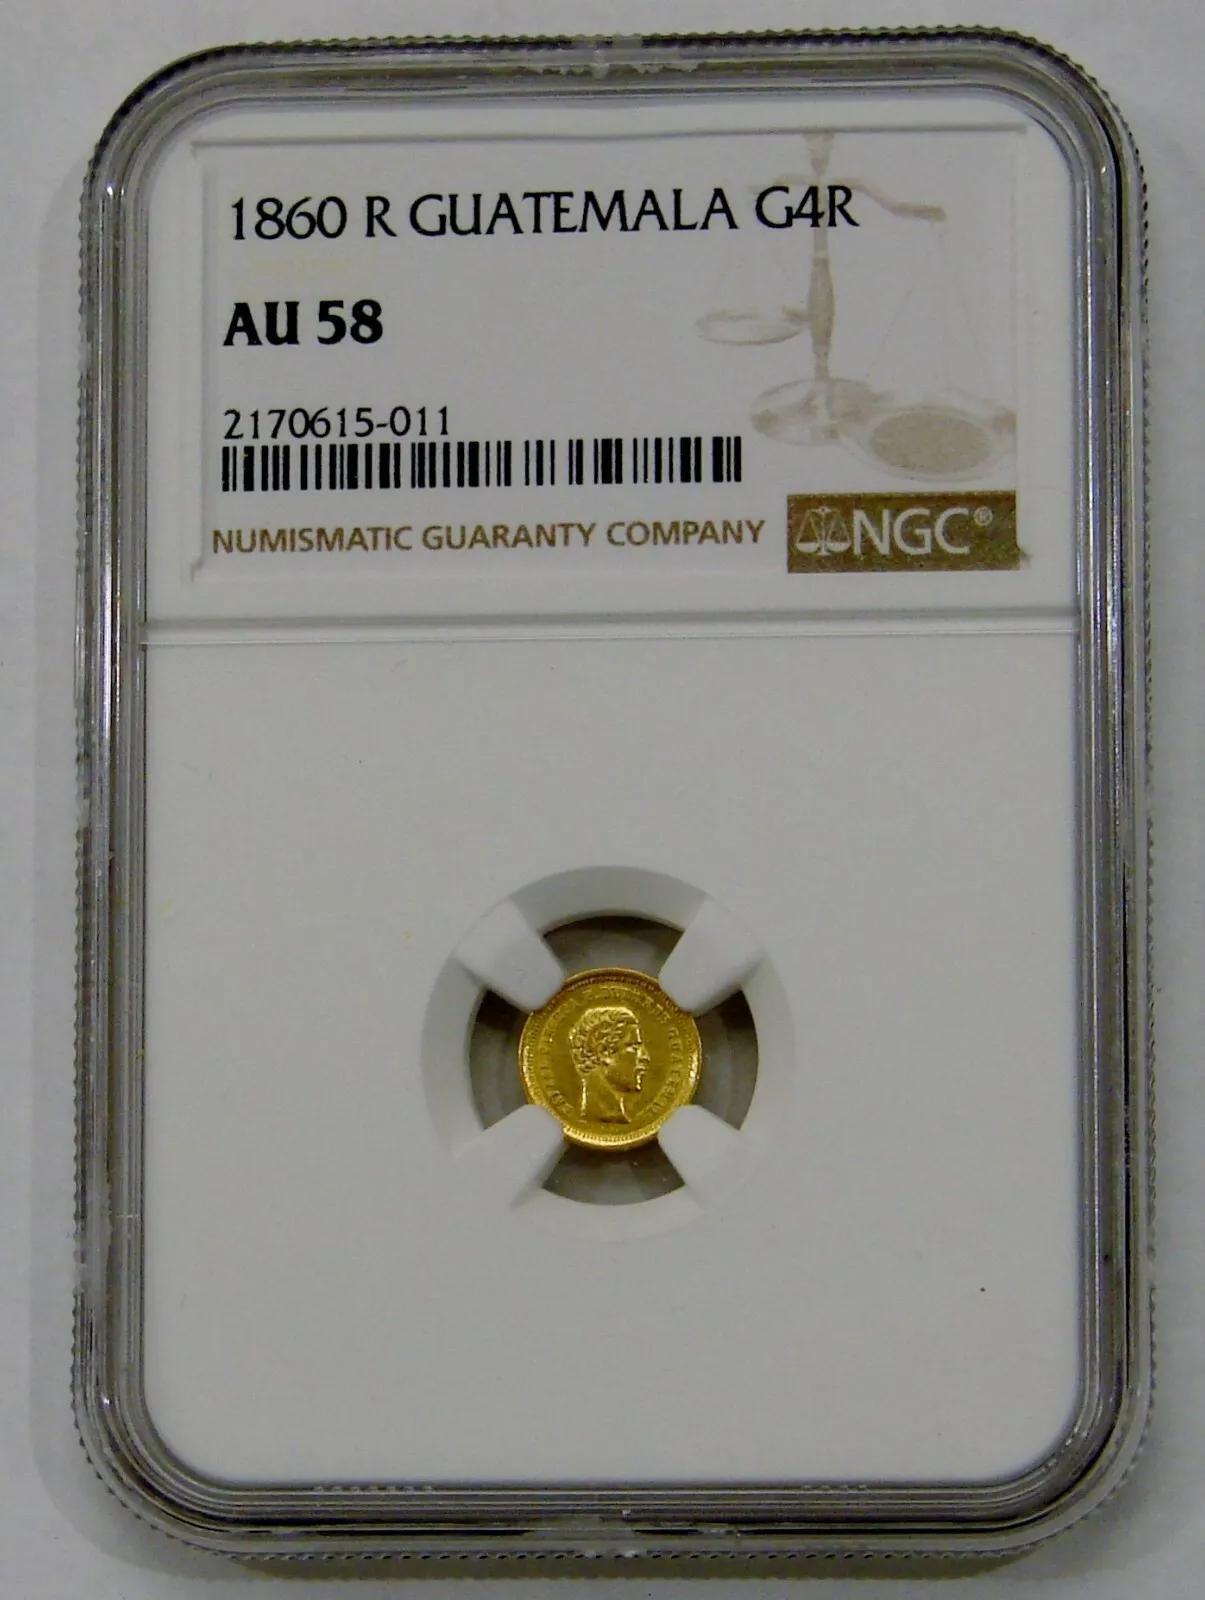 1860 R GUATEMALA G4R
AU 58
2170615-011
NUMISMATIC GUARANTY COMPANY NGC®